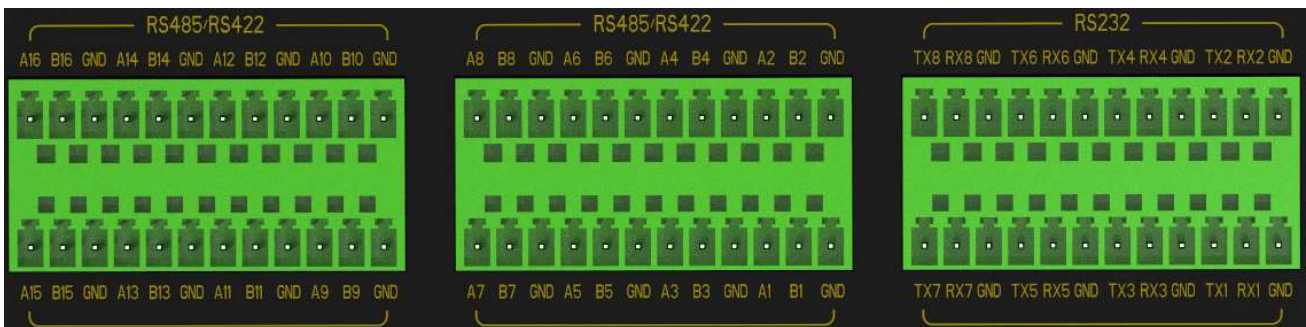 RS485/RS422
A16 B16 GND A14 B14 GND A12 B12 GND A10 B10 GND
A15 B15 GND A13 B13 GND A11 B11 GND A9 B9 GND
RS485/RS422
A8 B8 GND A6 B6 GND A4 B4 GND A2 B2 GND
A7 B7 GND A5 B5 GND A3 B3 GND A1 B1 GND
RS232
TX8 RX8 GND TX6 RX6 GND TX4 RX4 GND TX2 RX2 GND
TX7 RX7 GND TX5 RX5 GND TX3 RX3 GND TX1 RX1 GND